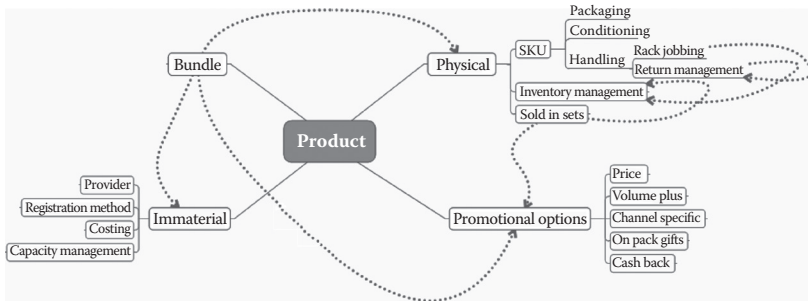 Packaging
Conditioning
SKU
Handling
Rack jobbing
Return management
Bundle
Physical
Inventory management
Sold in sets
Product
Provider
Registration method
Immaterial
Costing
Capacity management
Promotional options
Price
Volume plus
Channel specific
On pack gifts
Cash back